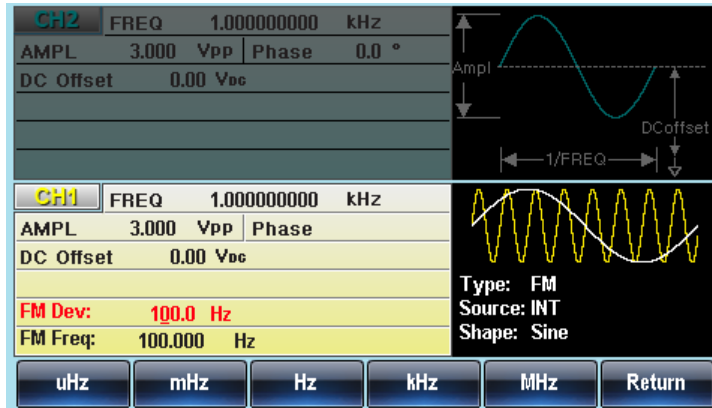 CH2 FREQ 1.000000000 kHz
AMPL 3.000 Vpp Phase 0.0 °
DC Offset 0.00 VDC
Ampl
DCoffset
1/FREQ
CH1 FREQ 1.000000000 kHz
AMPL 3.000 Vpp Phase
DC Offset 0.00 VDC
Type: FM
FM Dev: 100.0 Hz
Source: INT
FM Freq: 100.000 Hz
Shape: Sine
uHz mHz Hz kHz MHz Return